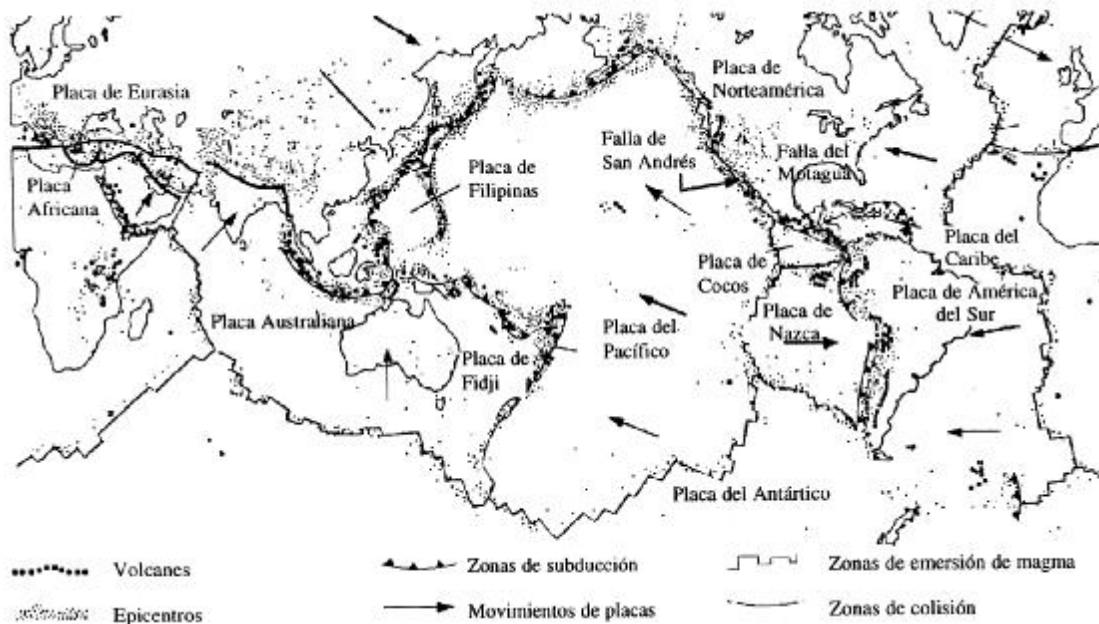 Placa de Eurasia
Placa
Africana
Placa de
Filipinas
Placa Australiana
Placa de
Fidji
Placa del
Pacífico
Placa de
Norteamérica
Falla de
San Andrés
Falla del
Motagua
Placa de
Cocos
Placa del
Caribe
Placa de
Nazca
Placa de América
del Sur
Placa del Antártico
Volcanes
Zonas de subducción
Zonas de emersión de magma
Epicentros
Movimientos de placas
Zonas de colisión